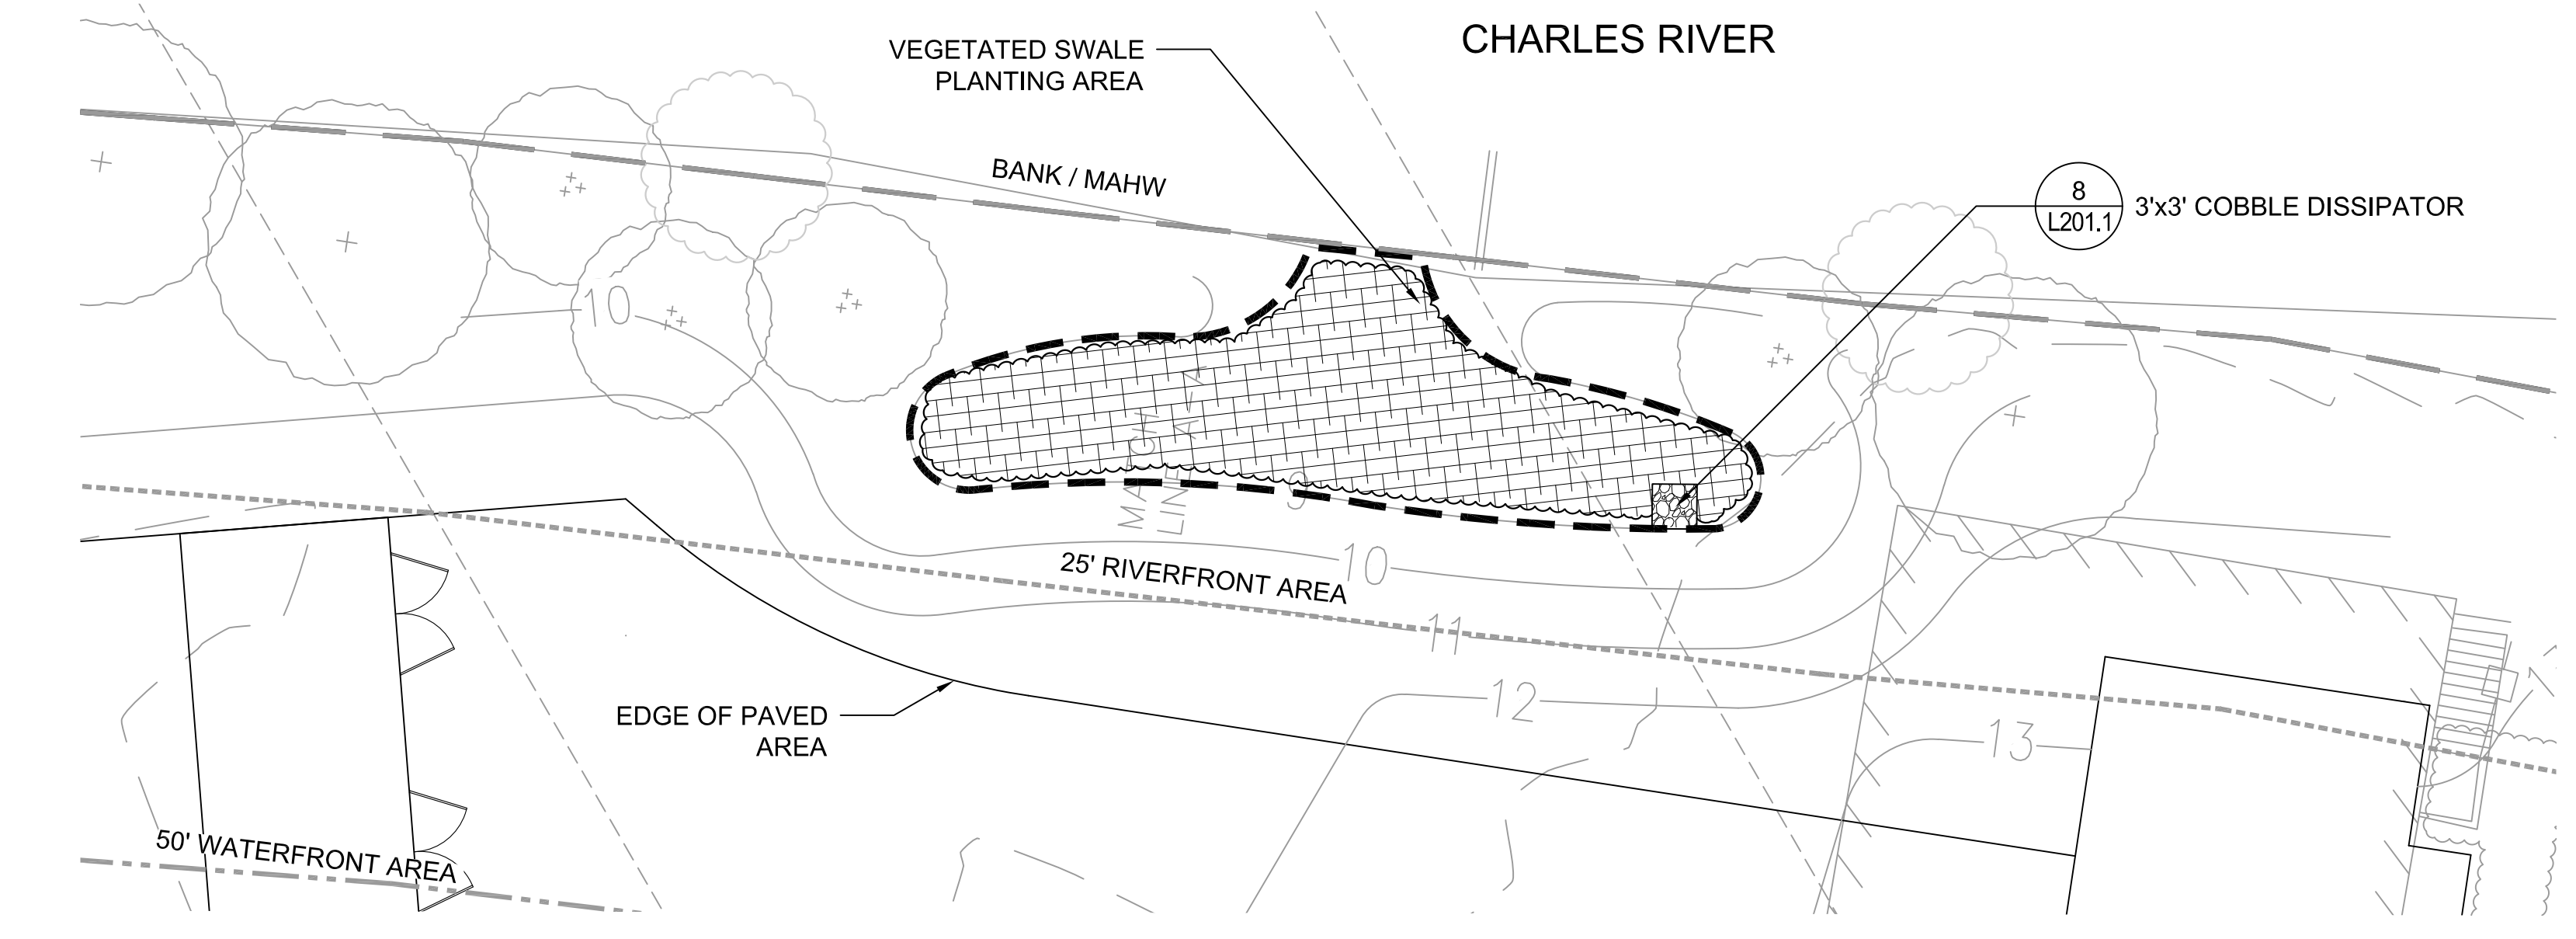 CHARLES RIVER
VEGETATED SWALE
PLANTING AREA
BANK / MAHW
8
L201.1
3'x3' COBBLE DISSIPATOR
10
9
25' RIVERFRONT AREA
10
11
12
13
EDGE OF PAVED
AREA
50' WATERFRONT AREA